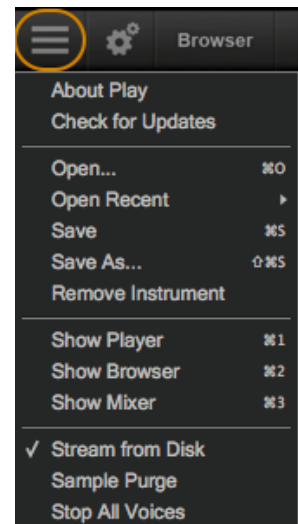 Browser
About Play
Check for Updates
Open... ⌘O
Open Recent ▸
Save ⌘S
Save As... ⇧⌘S
Remove Instrument
Show Player ⌘1
Show Browser ⌘2
Show Mixer ⌘3
✓ Stream from Disk
Sample Purge
Stop All Voices